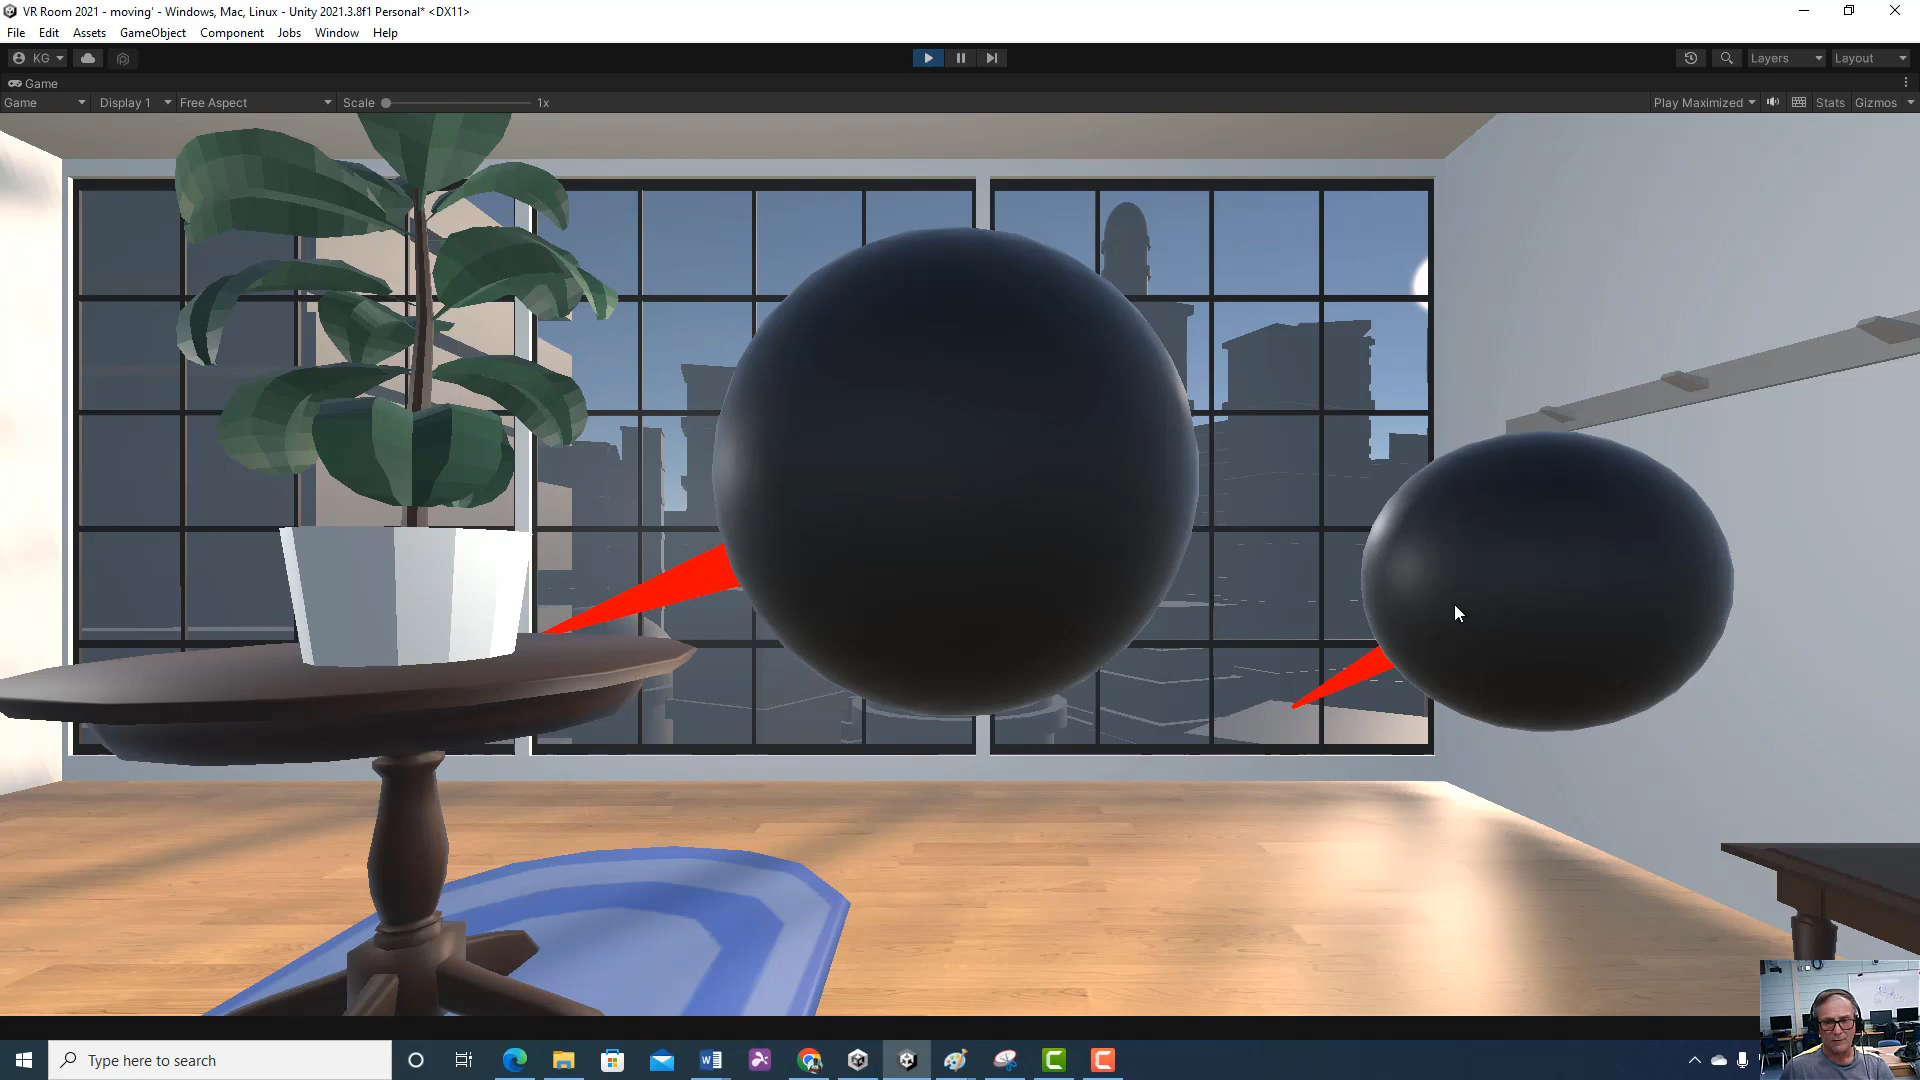 VR Room 2021 - moving' - Windows, Mac, Linux - Unity 2021.3.8f1 Personal* <DX11>
File Edit Assets GameObject Component Jobs Window Help
KG Layers Layout
Game
Game Display 1 Free Aspect Scale 1x Play Maximized Stats Gizmos
Type here to search